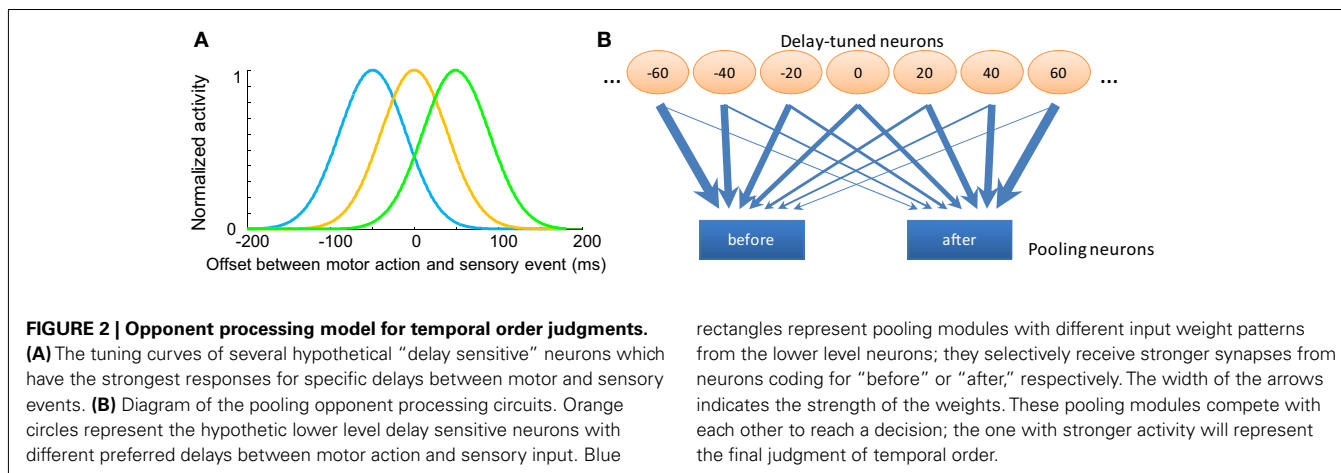 A
1
0
Normalized activity
-200 -100 0 100 200
Offset between motor action and sensory event (ms)
B
Delay-tuned neurons
... -60 -40 -20 0 20 40 60 ...
before after
Pooling neurons
FIGURE 2 | Opponent processing model for temporal order judgments.
(A) The tuning curves of several hypothetical “delay sensitive” neurons which
have the strongest responses for specific delays between motor and sensory
events. (B) Diagram of the pooling opponent processing circuits. Orange
circles represent the hypothetic lower level delay sensitive neurons with
different preferred delays between motor action and sensory input. Blue
rectangles represent pooling modules with different input weight patterns
from the lower level neurons; they selectively receive stronger synapses from
neurons coding for “before” or “after,” respectively. The width of the arrows
indicates the strength of the weights. These pooling modules compete with
each other to reach a decision; the one with stronger activity will represent
the final judgment of temporal order.